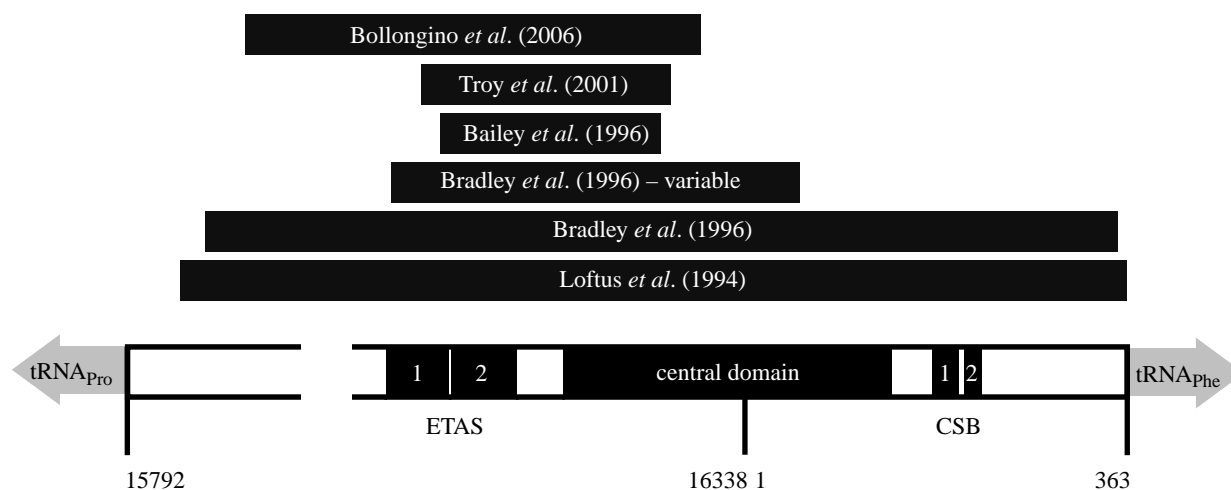 Bollongino et al. (2006)
Troy et al. (2001)
Bailey et al. (1996)
Bradley et al. (1996) – variable
Bradley et al. (1996)
Loftus et al. (1994)
tRNAPro 1 2 central domain 1 2 tRNAPhe
ETAS CSB
15792 16338 1 363